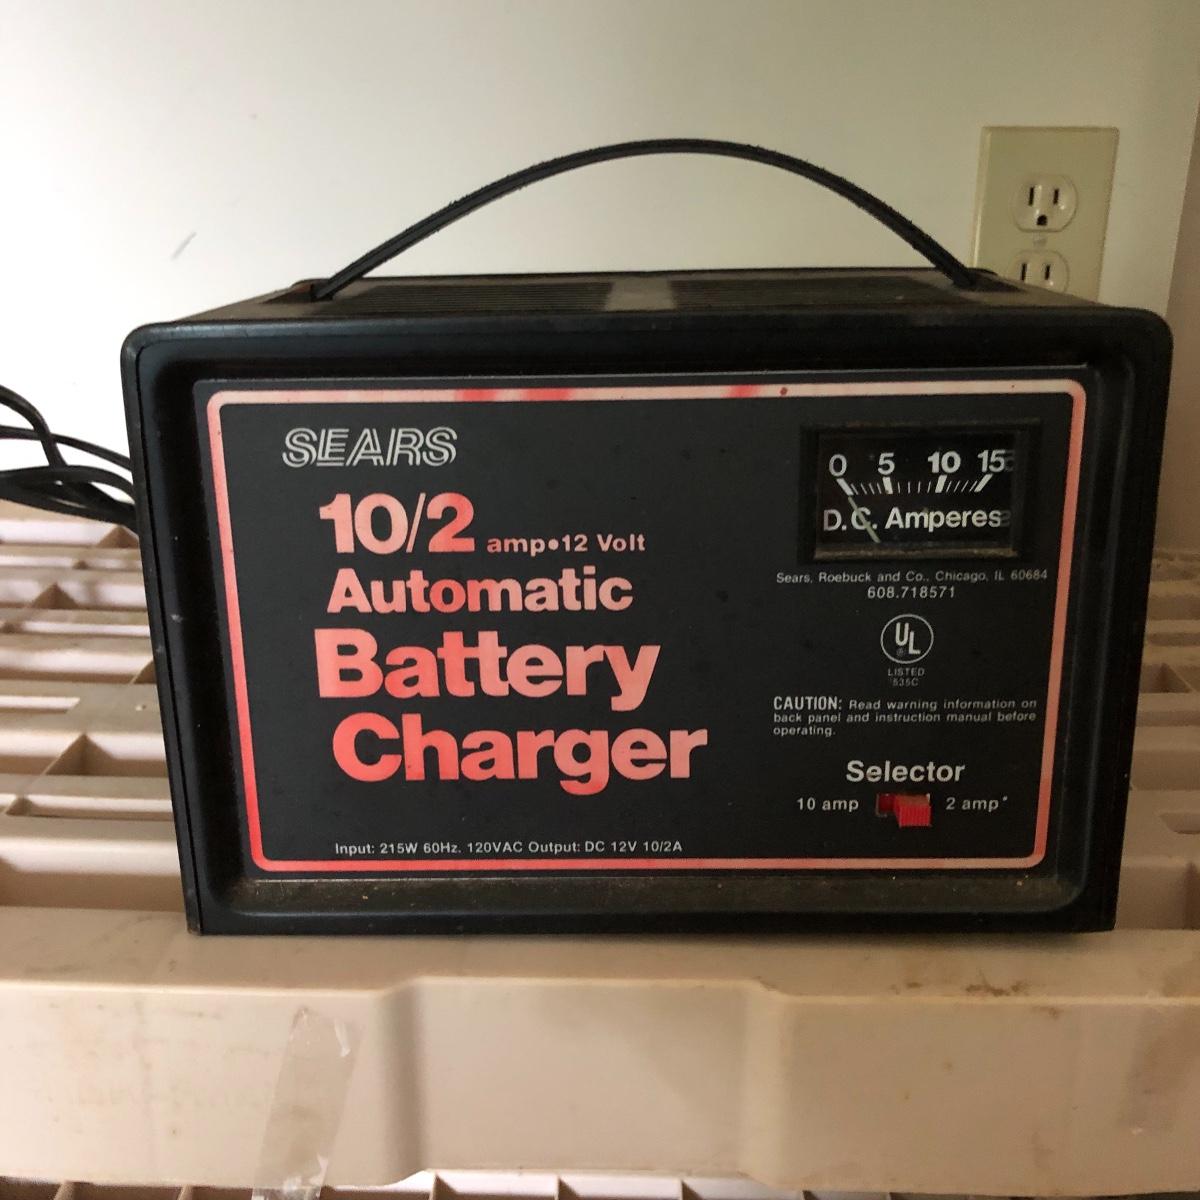 SEARS
10/2 amp•12 Volt
Automatic
Battery
Charger
Input: 215W 60Hz. 120VAC Output: DC 12V 10/2A
0 5 10 15
D.C. Amperes
Sears, Roebuck and Co., Chicago, IL 60684
608.718571
UL
LISTED
535C
CAUTION: Read warning information on
back panel and instruction manual before
operating.
Selector
10 amp 2 amp